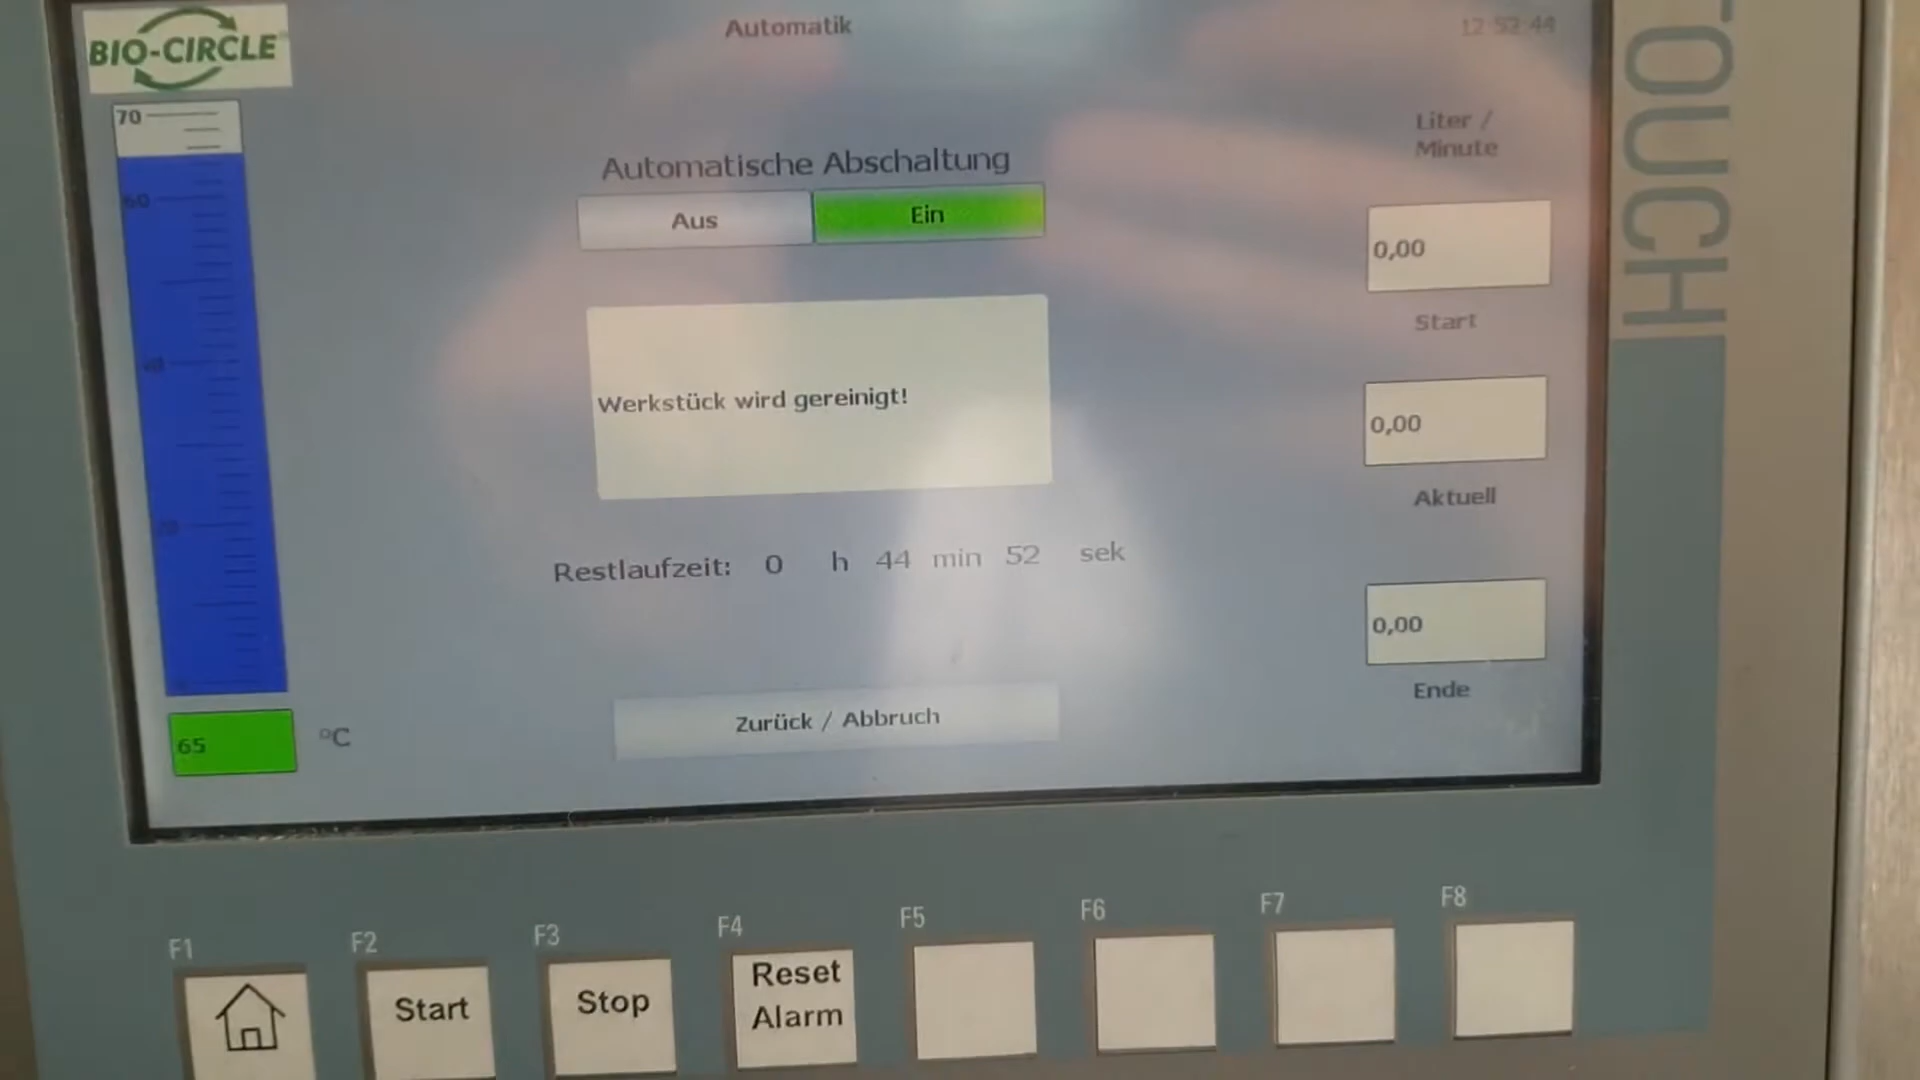 BIO-CIRCLE
Automatik
12:52:44
70
60
40
20
Automatische Abschaltung
Aus
Ein
Liter /
Minute
0,00
Start
Werkstück wird gereinigt!
0,00
Aktuell
Restlaufzeit: 0 h 44 min 52 sek
0,00
Ende
Zurück / Abbruch
65 °C
TOUCH
F1
F2
F3
F4
F5
F6
F7
F8
Start
Stop
Reset
Alarm